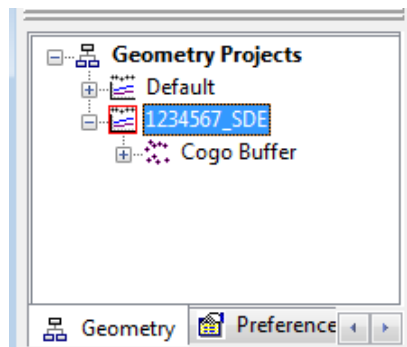 Geometry Projects
Default
1234567_SDE
Cogo Buffer
Geometry Preference